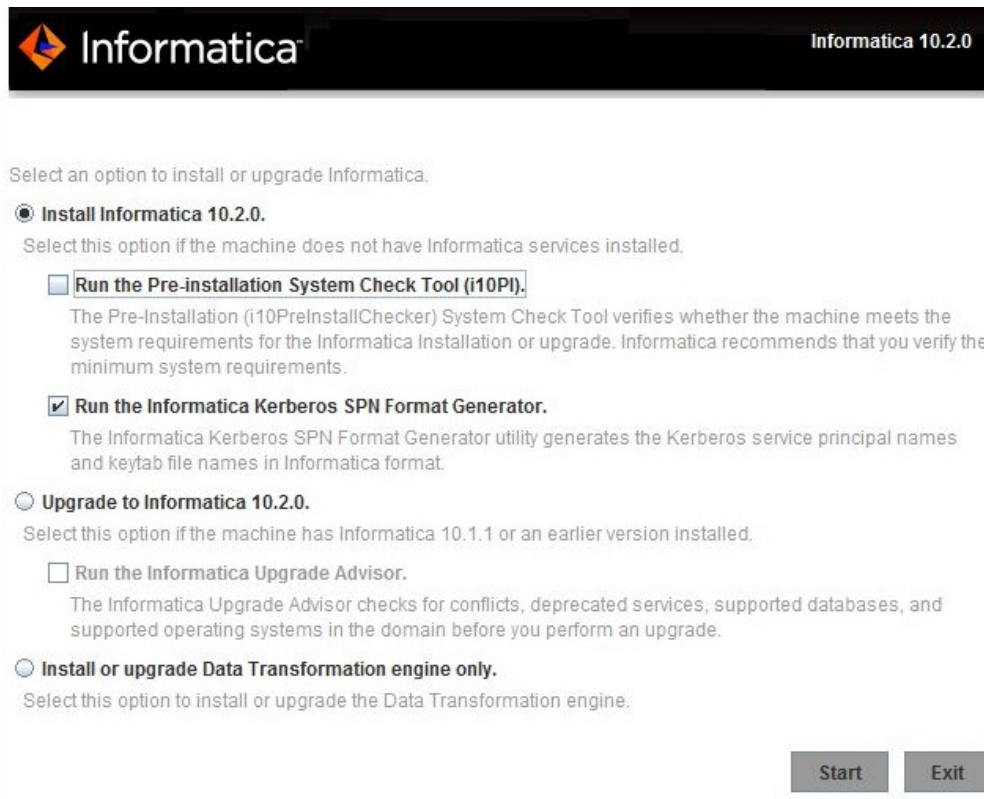 Informatica
Informatica 10.2.0
Select an option to install or upgrade Informatica.
Install Informatica 10.2.0.
Select this option if the machine does not have Informatica services installed.
Run the Pre-installation System Check Tool (i10PI).
The Pre-Installation (i10PreInstallChecker) System Check Tool verifies whether the machine meets the
system requirements for the Informatica Installation or upgrade. Informatica recommends that you verify the
minimum system requirements.
Run the Informatica Kerberos SPN Format Generator.
The Informatica Kerberos SPN Format Generator utility generates the Kerberos service principal names
and keytab file names in Informatica format.
Upgrade to Informatica 10.2.0.
Select this option if the machine has Informatica 10.1.1 or an earlier version installed.
Run the Informatica Upgrade Advisor.
The Informatica Upgrade Advisor checks for conflicts, deprecated services, supported databases, and
supported operating systems in the domain before you perform an upgrade.
Install or upgrade Data Transformation engine only.
Select this option to install or upgrade the Data Transformation engine.
Start
Exit